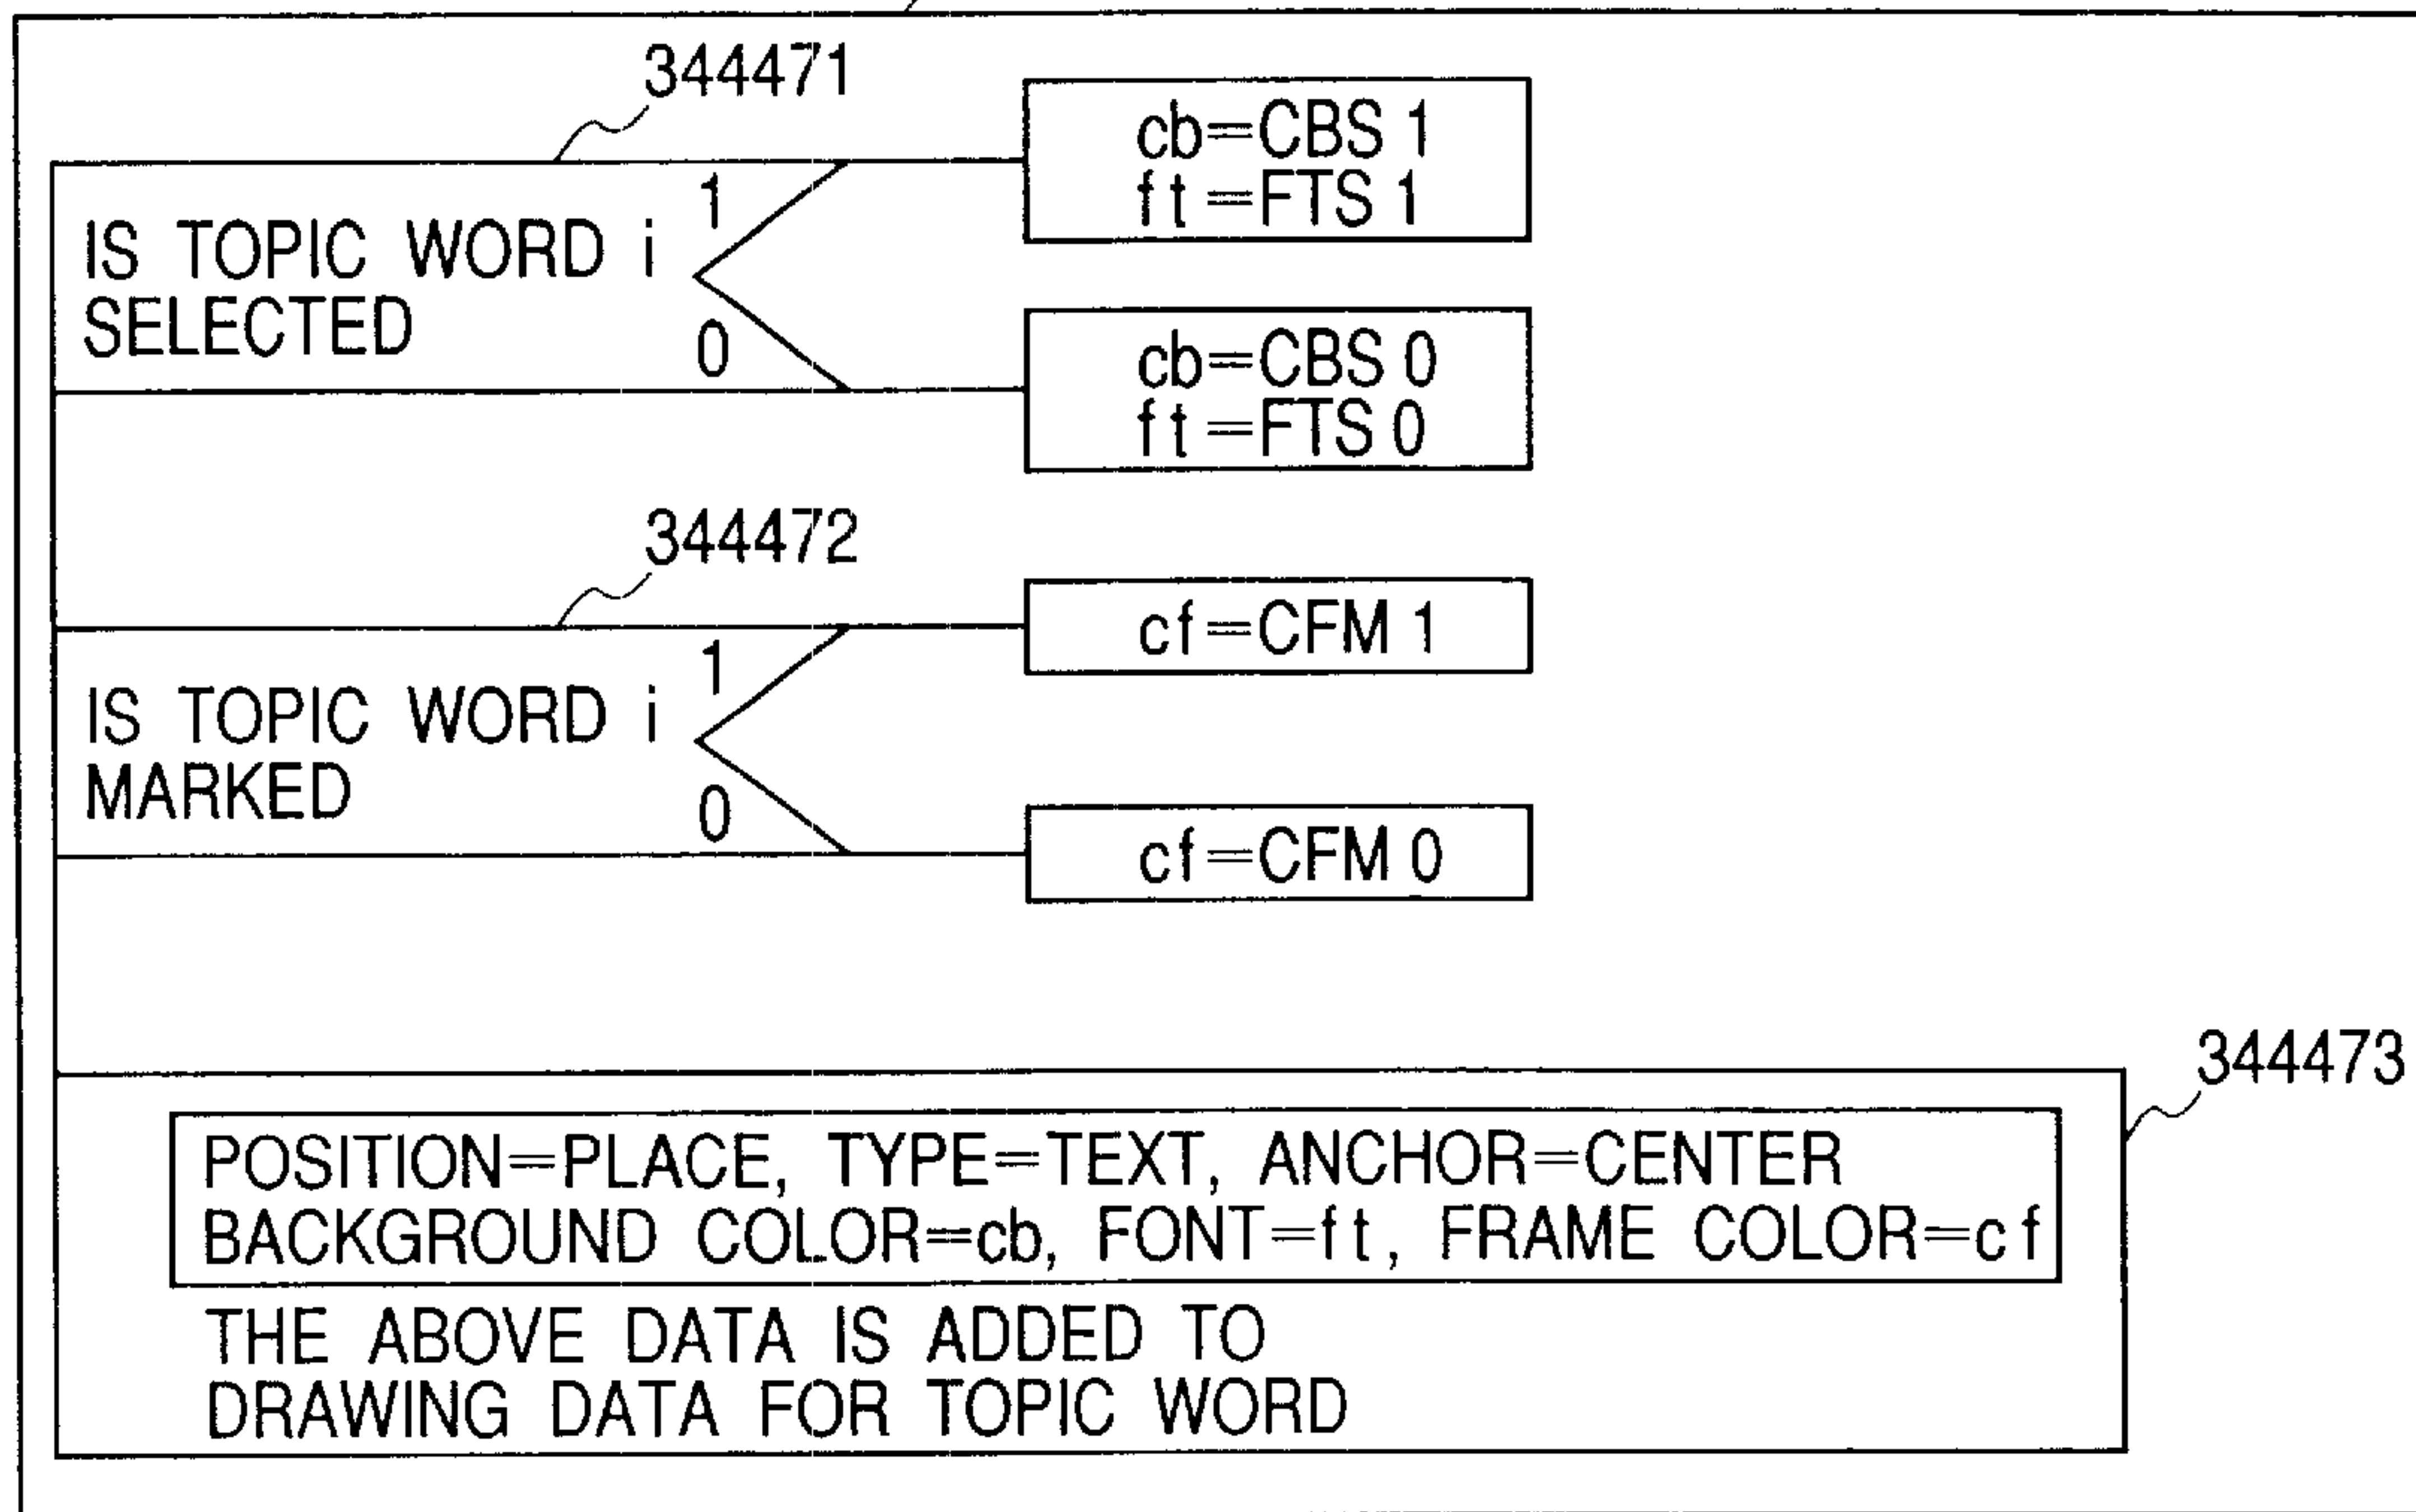 344471
cb=CBS 1
ft=FTS 1
1
IS TOPIC WORD i
SELECTED
0
cb=CBS 0
ft=FTS 0
344472
cf=CFM 1
1
IS TOPIC WORD i
MARKED
0
cf=CFM 0
344473
POSITION=PLACE, TYPE=TEXT, ANCHOR=CENTER
BACKGROUND COLOR=cb, FONT=ft, FRAME COLOR=cf
THE ABOVE DATA IS ADDED TO
DRAWING DATA FOR TOPIC WORD